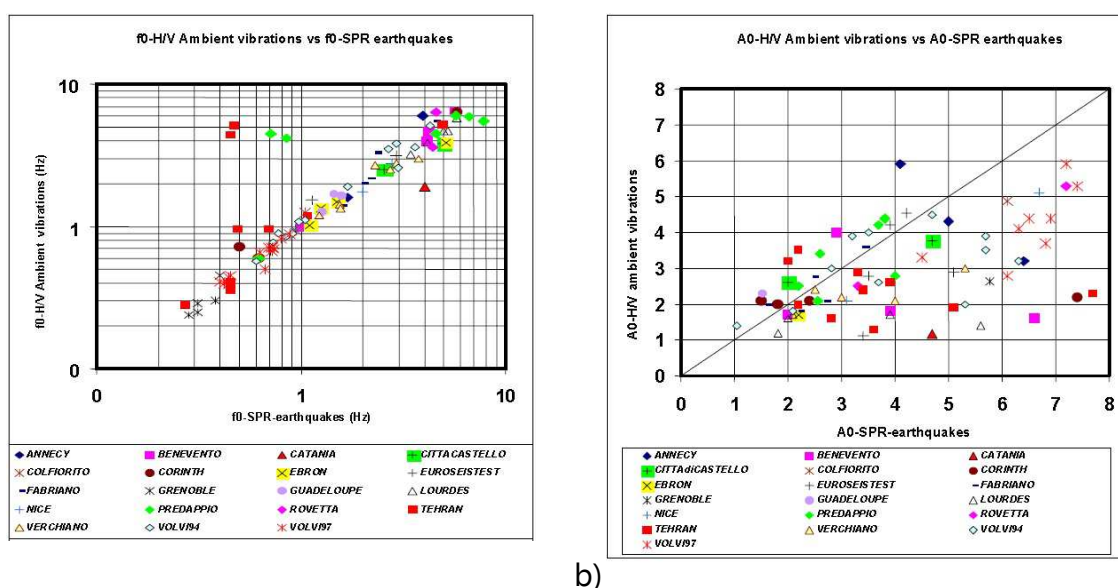 f0-H/V Ambient vibrations vs f0-SPR earthquakes
f0-H/V Ambient vibrations (Hz)
10
1
0
0 1 10
f0-SPR-earthquakes (Hz)
ANNECY BENEVENTO CATANIA CITTACASTELLO
COLFIORITO CORINTH EBRON EUROSEISTEST
FABRIANO GRENOBLE GUADELOUPE LOURDES
NICE PREDAPPIO ROVETTA TEHRAN
VERCHIANO VOLVI94 VOLVI97
A0-H/V Ambient vibrations vs A0-SPR earthquakes
A0-H/V ambient vibrations
8
7
6
5
4
3
2
1
0
0 1 2 3 4 5 6 7 8
A0-SPR-earthquakes
ANNECY BENEVENTO CATANIA
CITTAdiCASTELLO COLFIORITO CORINTH
EBRON EUROSEISTEST FABRIANO
GRENOBLE GUADELOUPE LOURDES
NICE PREDAPPIO ROVETTA
TEHRAN VERCHIANO VOLVI94
VOLVI97
b)